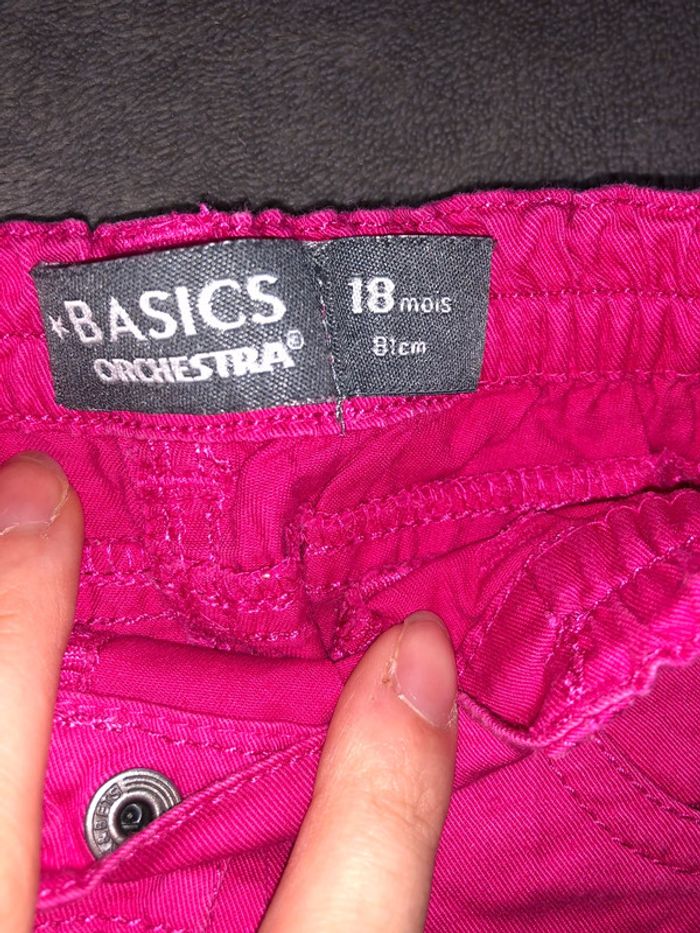 BASICS
ORCHESTRA®
18 mois
81cm